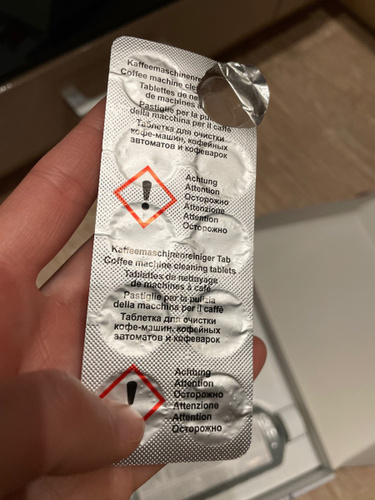 Kaffeemaschinenre
Coffee machine clea
Tablettes de nett
de machines à
Pastiglie per la pu
della macchina per il caffè
Таблетка для очистки
кофе-машин, кофейных
автоматов и кофеварок
Achtung
Attention
Осторожно
Attenzione
Attention
Осторожно
Kaffeemaschinenreiniger Tab
Coffee machine cleaning tablets
Tablettes de nettoyage
de machines à café
Pastiglie per la pulizia
della macchina per il caffè
Таблетка для очистки
кофе-машин, кофейных
автоматов и кофеварок
Achtung
Attention
Осторожно
Attenzione
Attention
Осторожно